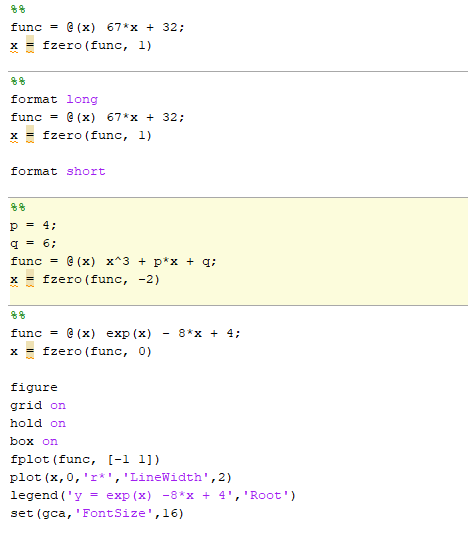 %%
func = @(x) 67*x + 32;
x = fzero(func, 1)
%%
format long
func = @(x) 67*x + 32;
x = fzero(func, 1)
format short
%%
p = 4;
q = 6;
func = @(x) x^3 + p*x + q;
x = fzero(func, -2)
%%
func = @(x) exp(x) - 8*x + 4;
x = fzero(func, 0)
figure
grid on
hold on
box on
fplot(func, [-1 1])
plot(x,0,'r*','LineWidth',2)
legend('y = exp(x) -8*x + 4','Root')
set(gca,'FontSize',16)